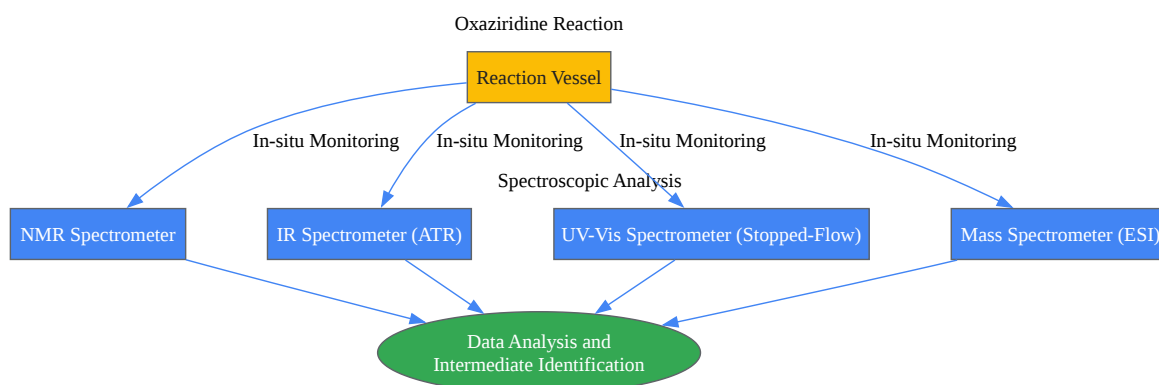 Oxaziridine Reaction
Reaction Vessel
In-situ Monitoring
In-situ Monitoring
In-situ Monitoring
In-situ Monitoring
Spectroscopic Analysis
NMR Spectrometer
IR Spectrometer (ATR)
UV-Vis Spectrometer (Stopped-Flow)
Mass Spectrometer (ESI)
Data Analysis and
Intermediate Identification